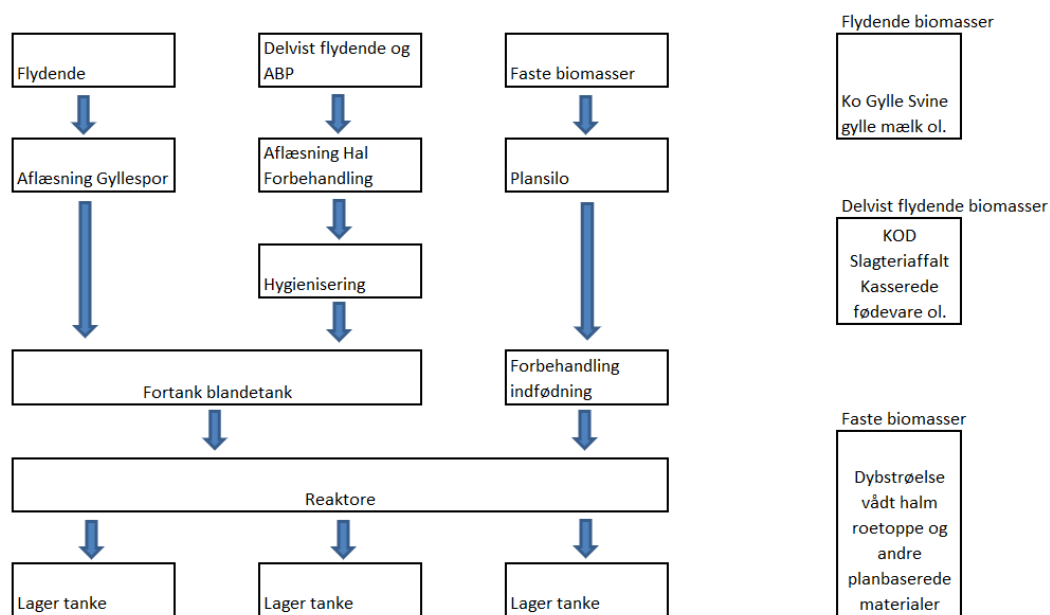 Flydende biomasser
Flydende
Delvist flydende og
ABP
Faste biomasser
Ko Gylle Svine
gylle mælk ol.
Aflæsning Gyllespor
Aflæsning Hal
Forbehandling
Plansilo
Delvist flydende biomasser
KOD
Slagteriaffalt
Kasserede
fødevare ol.
Hygienisering
Fortank blandetank
Forbehandling
indfødning
Faste biomasser
Reaktore
Dybstrøelse
vådt halm
roetoppe og
andre
planbaserede
materialer
Lager tanke
Lager tanke
Lager tanke